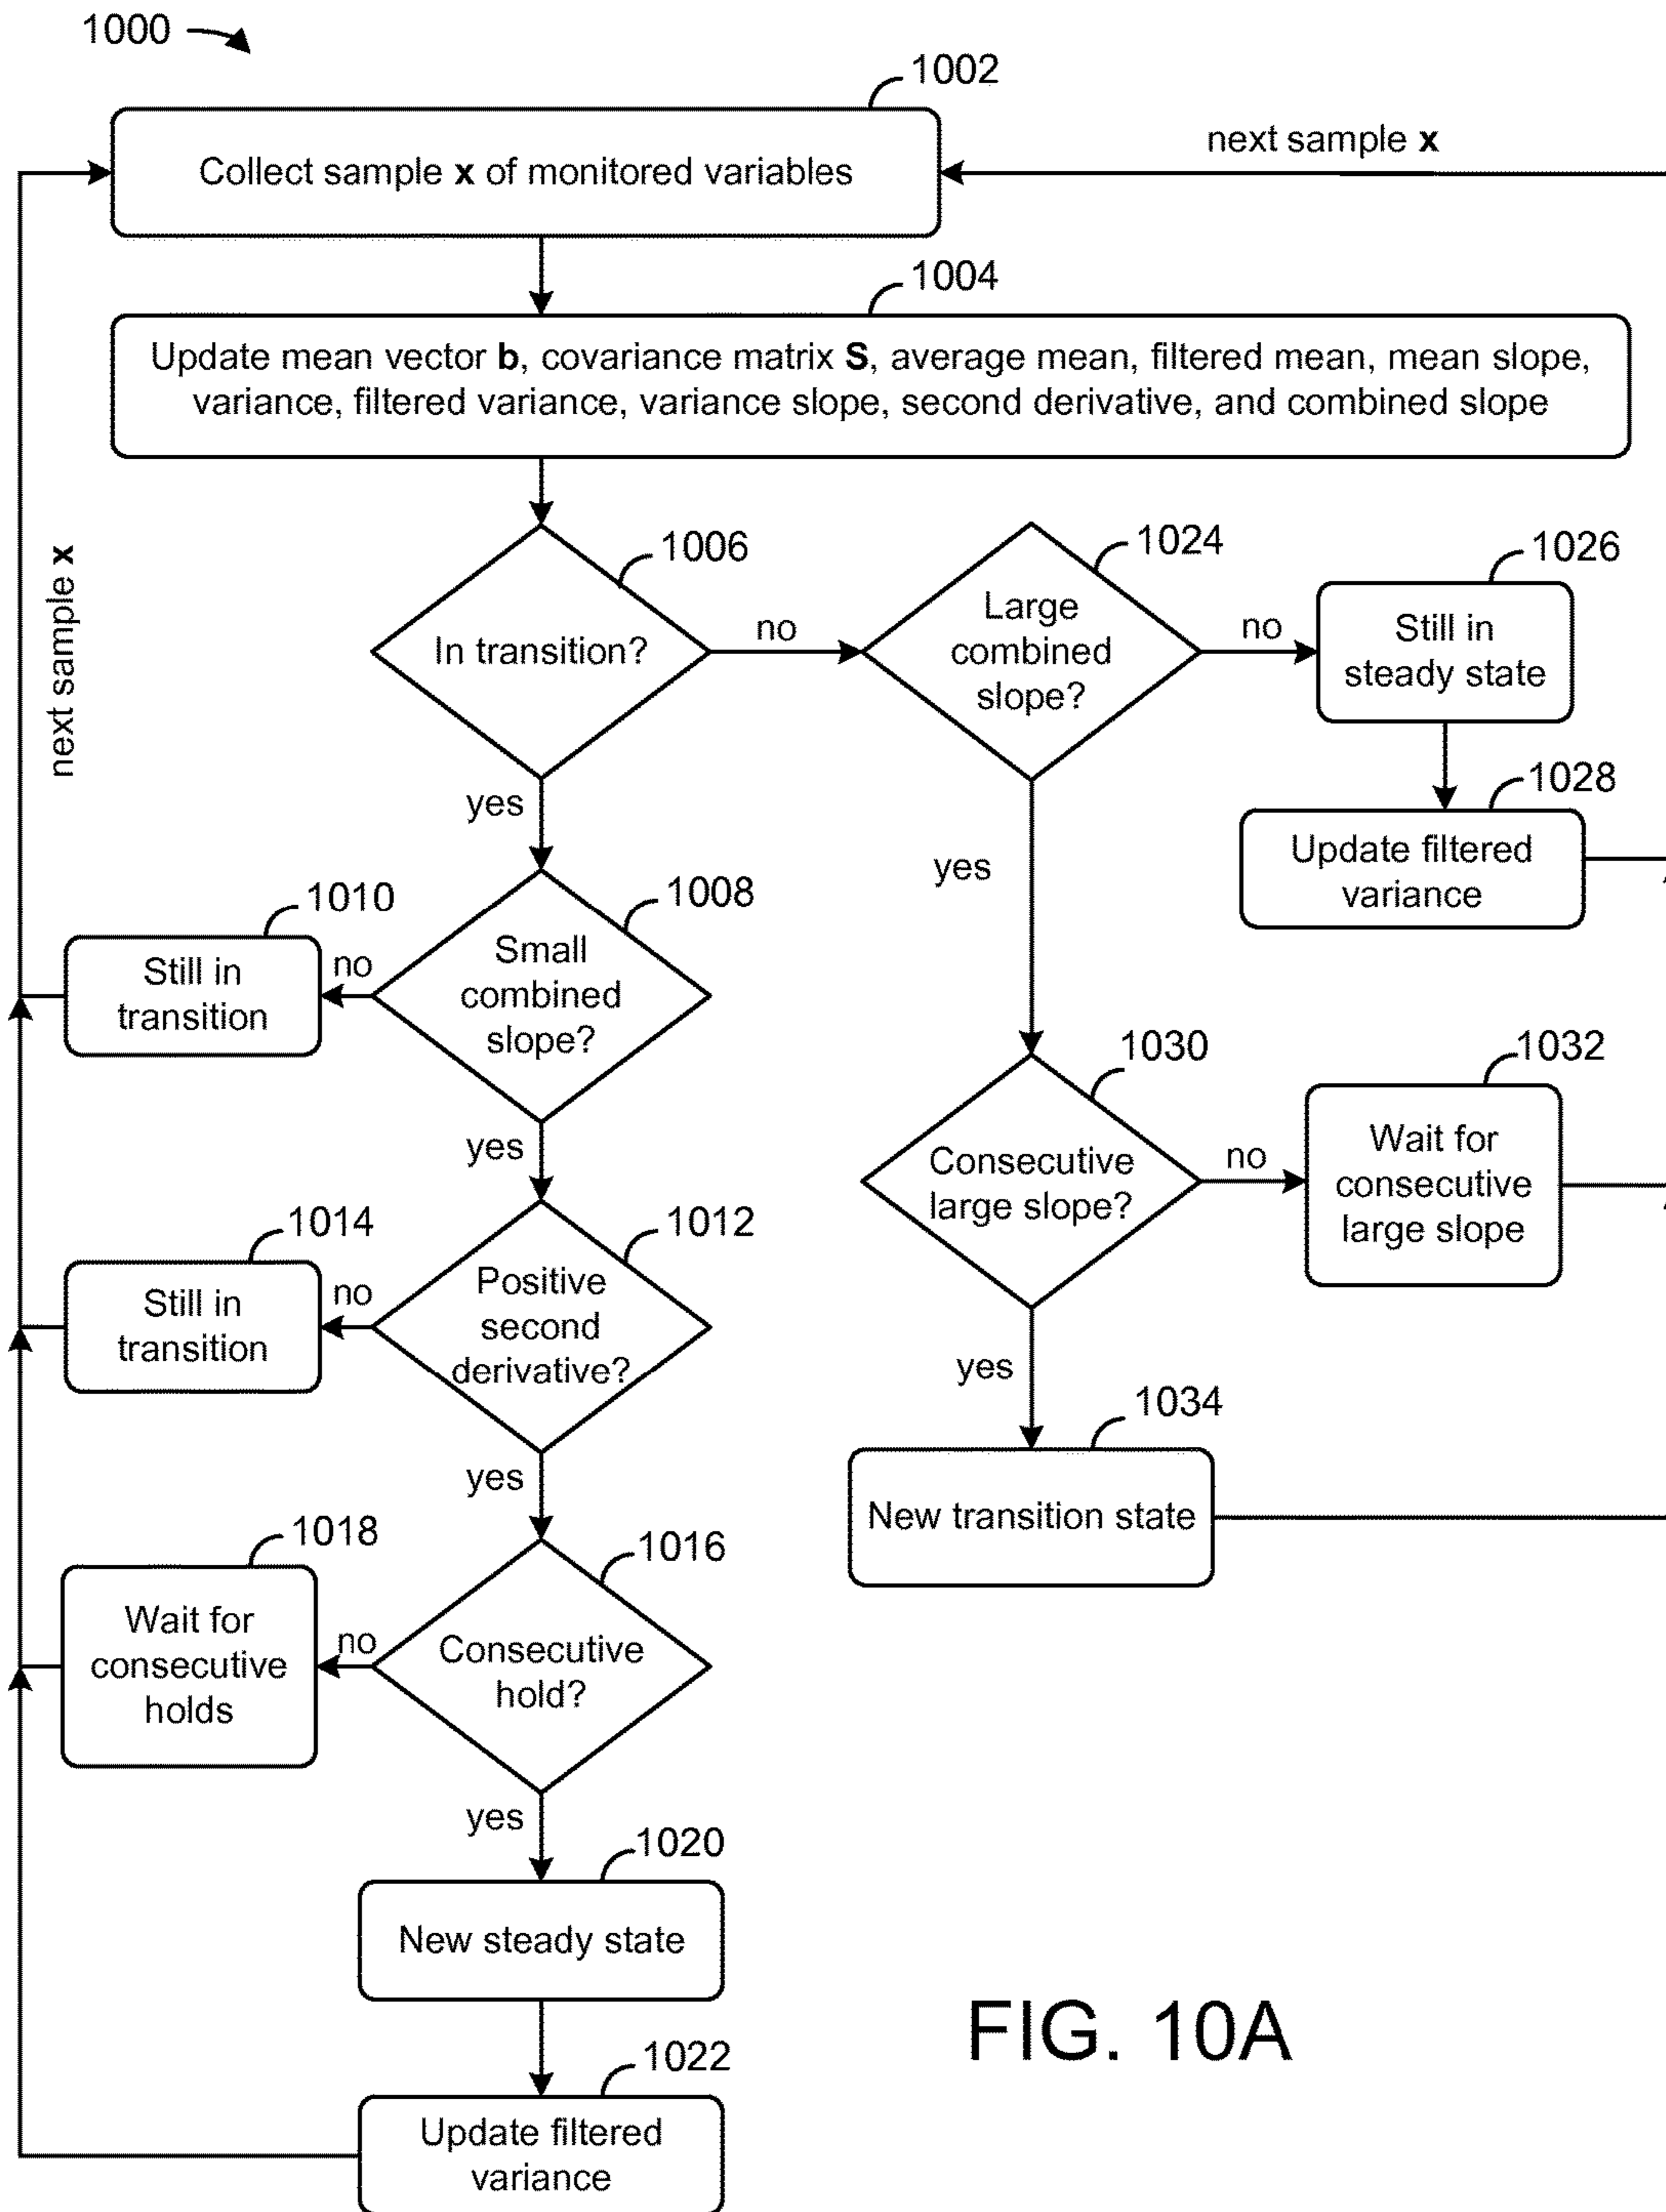 1000
1002
Collect sample x of monitored variables
next sample x
1004
Update mean vector b, covariance matrix S, average mean, filtered mean, mean slope,
variance, filtered variance, variance slope, second derivative, and combined slope
next sample x
1006
In transition?
no
yes
1024
Large
combined
slope?
no
yes
1026
Still in
steady state
1028
Update filtered
variance
1008
Small
combined
slope?
no
yes
1010
Still in
transition
1030
Consecutive
large slope?
no
yes
1032
Wait for
consecutive
large slope
1012
Positive
second
derivative?
no
yes
1014
Still in
transition
1034
New transition state
1016
Consecutive
hold?
no
yes
1018
Wait for
consecutive
holds
1020
New steady state
1022
Update filtered
variance
FIG. 10A